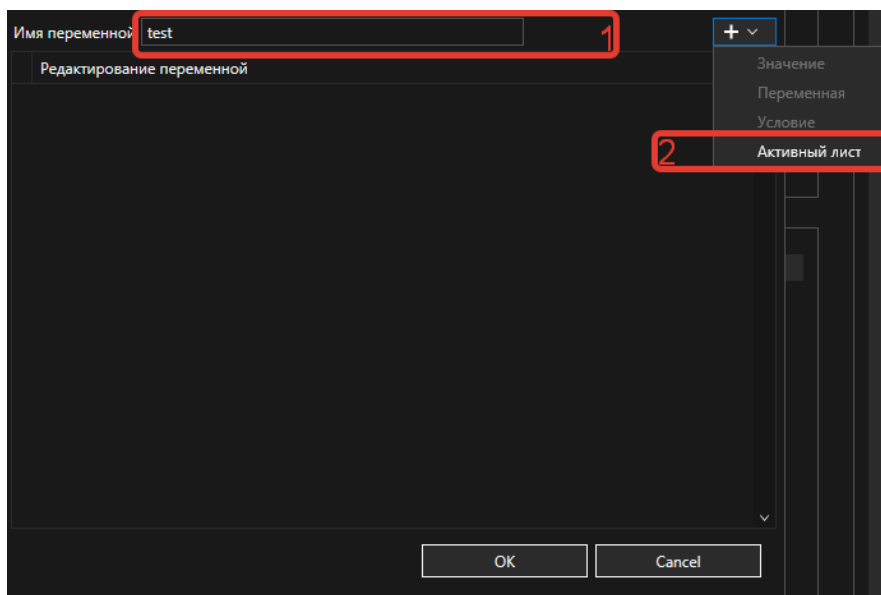 Имя переменной test 1 +
Редактирование переменной
Значение
Переменная
Условие
2 Активный лист
OK Cancel